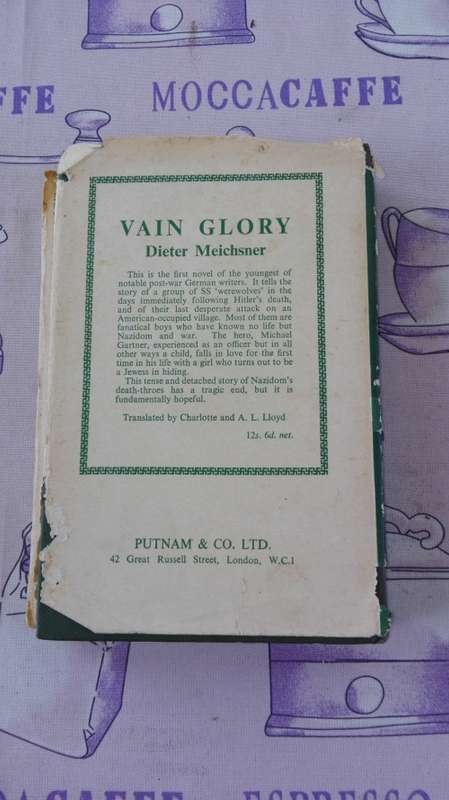 FFE
MOCCACAFFE
VAIN GLORY
Dieter Meichsner
This is the first novel of the youngest of
notable post-war German writers. It tells the
story of a group of SS 'werewolves' in the
days immediately following Hitler's death,
and of their last desperate attack on an
American-occupied village. Most of them are
fanatical boys who have known no life but
Nazidom and war. The hero, Michael
Gartner, experienced as an officer but in all
other ways a child, falls in love for the first
time in his life with a girl who turns out to be
a Jewess in hiding.
This tense and detached story of Nazidom's
death-throes has a tragic end, but it is
fundamentally hopeful.
Translated by Charlotte and A. L. Lloyd
12s. 6d. net.
PUTNAM & CO. LTD.
42 Great Russell Street, London, W.C.1
CACAFFE ESPRESSO